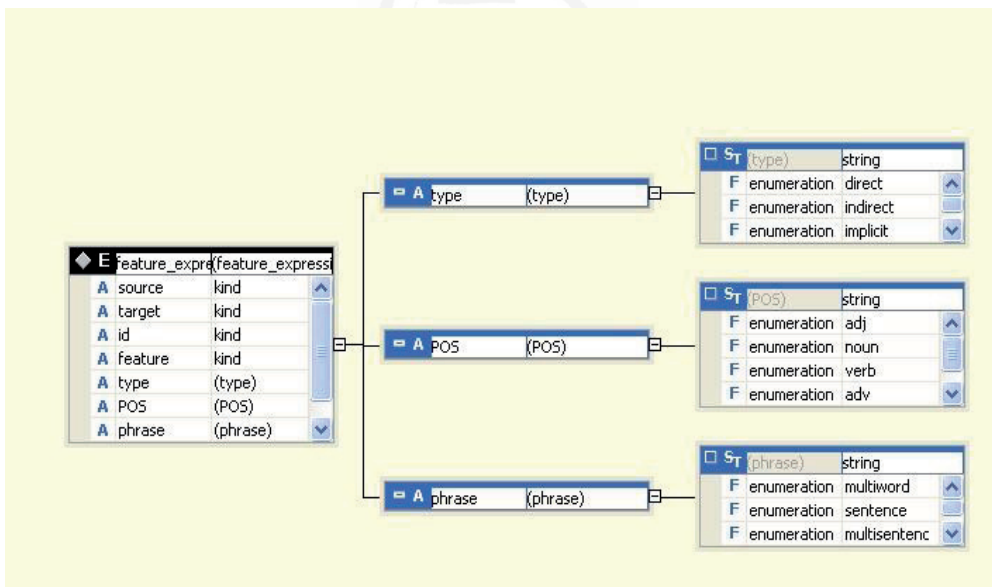 E feature_expre (feature_expressi
A source kind
A target kind
A id kind
A feature kind
A type (type)
A POS (POS)
A phrase (phrase)
A type (type)
A POS (POS)
A phrase (phrase)
ST (type) string
F enumeration direct
F enumeration indirect
F enumeration implicit
ST (POS) string
F enumeration adj
F enumeration noun
F enumeration verb
F enumeration adv
ST (phrase) string
F enumeration multiword
F enumeration sentence
F enumeration multisentenc